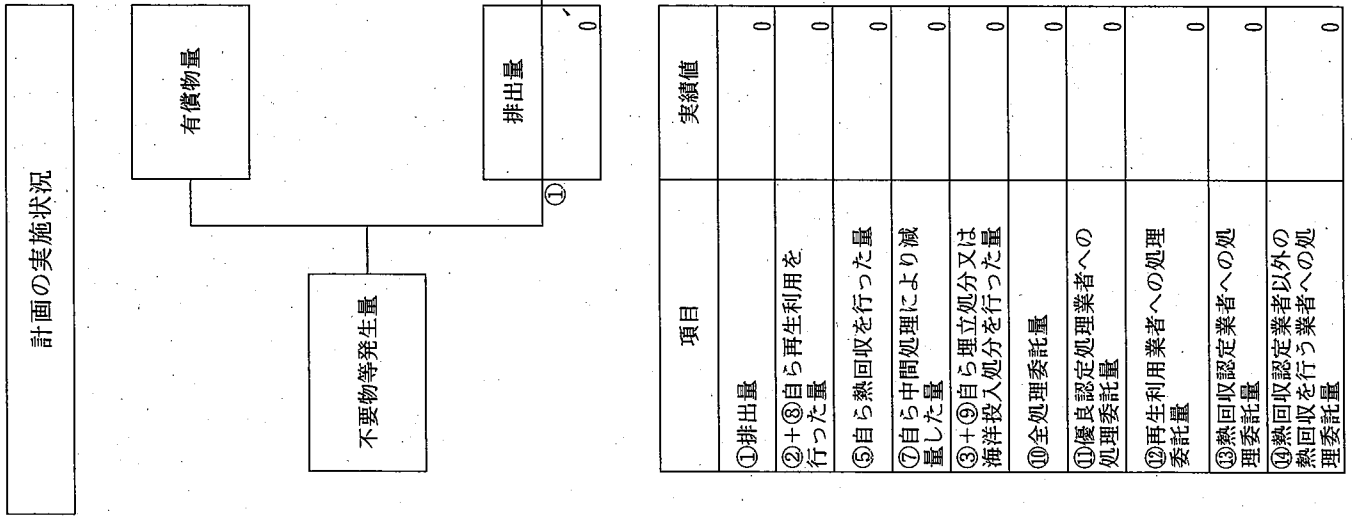 計画の実施状況
有償物量
不要物等発生量
排出量
①
0
項目
実績値
①排出量
0
②+⑧自ら再生利用を
行った量
0
⑤自ら熱回収を行った量
0
⑦自ら中間処理により減
量した量
0
③+⑨自ら埋立処分又は
海洋投入処分を行った量
0
⑩全処理委託量
0
⑪優良認定処理業者への
処理委託量
0
⑫再生利用業者への処理
委託量
0
⑬熱回収認定業者への処
理委託量
0
⑭熱回収認定業者以外の
熱回収を行う業者への処
理委託量
0